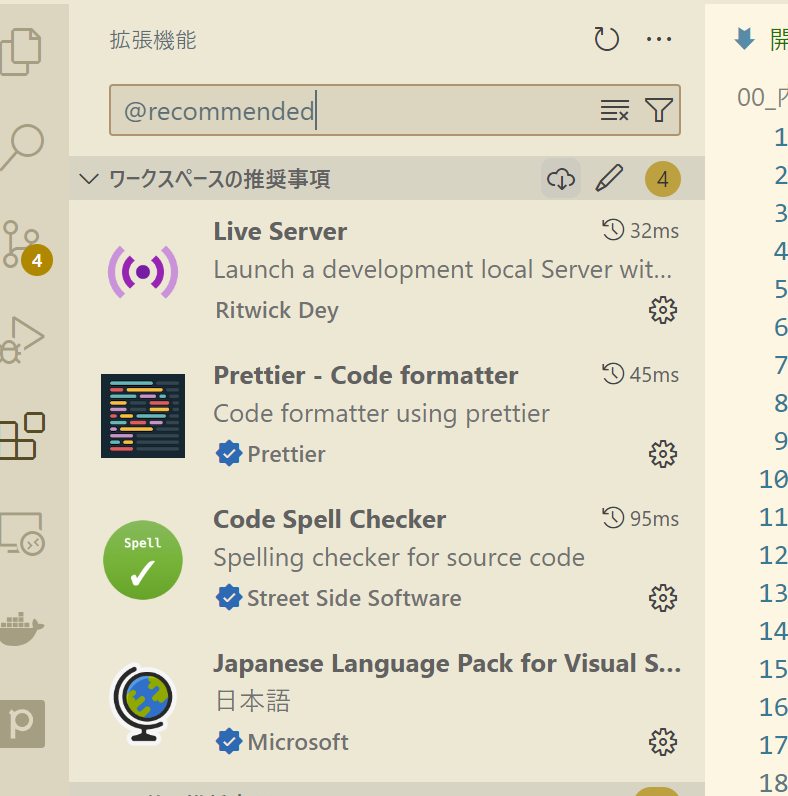 拡張機能
開
@recommended
00_内
ワークスペースの推奨事項
4
Live Server
32ms
Launch a development local Server wit...
Ritwick Dey
4
Prettier - Code formatter
45ms
Code formatter using prettier
Prettier
Code Spell Checker
95ms
Spell
Spelling checker for source code
Street Side Software
Japanese Language Pack for Visual S...
日本語
Microsoft
1
2
3
4
5
6
7
8
9
10
11
12
13
14
15
16
17
18